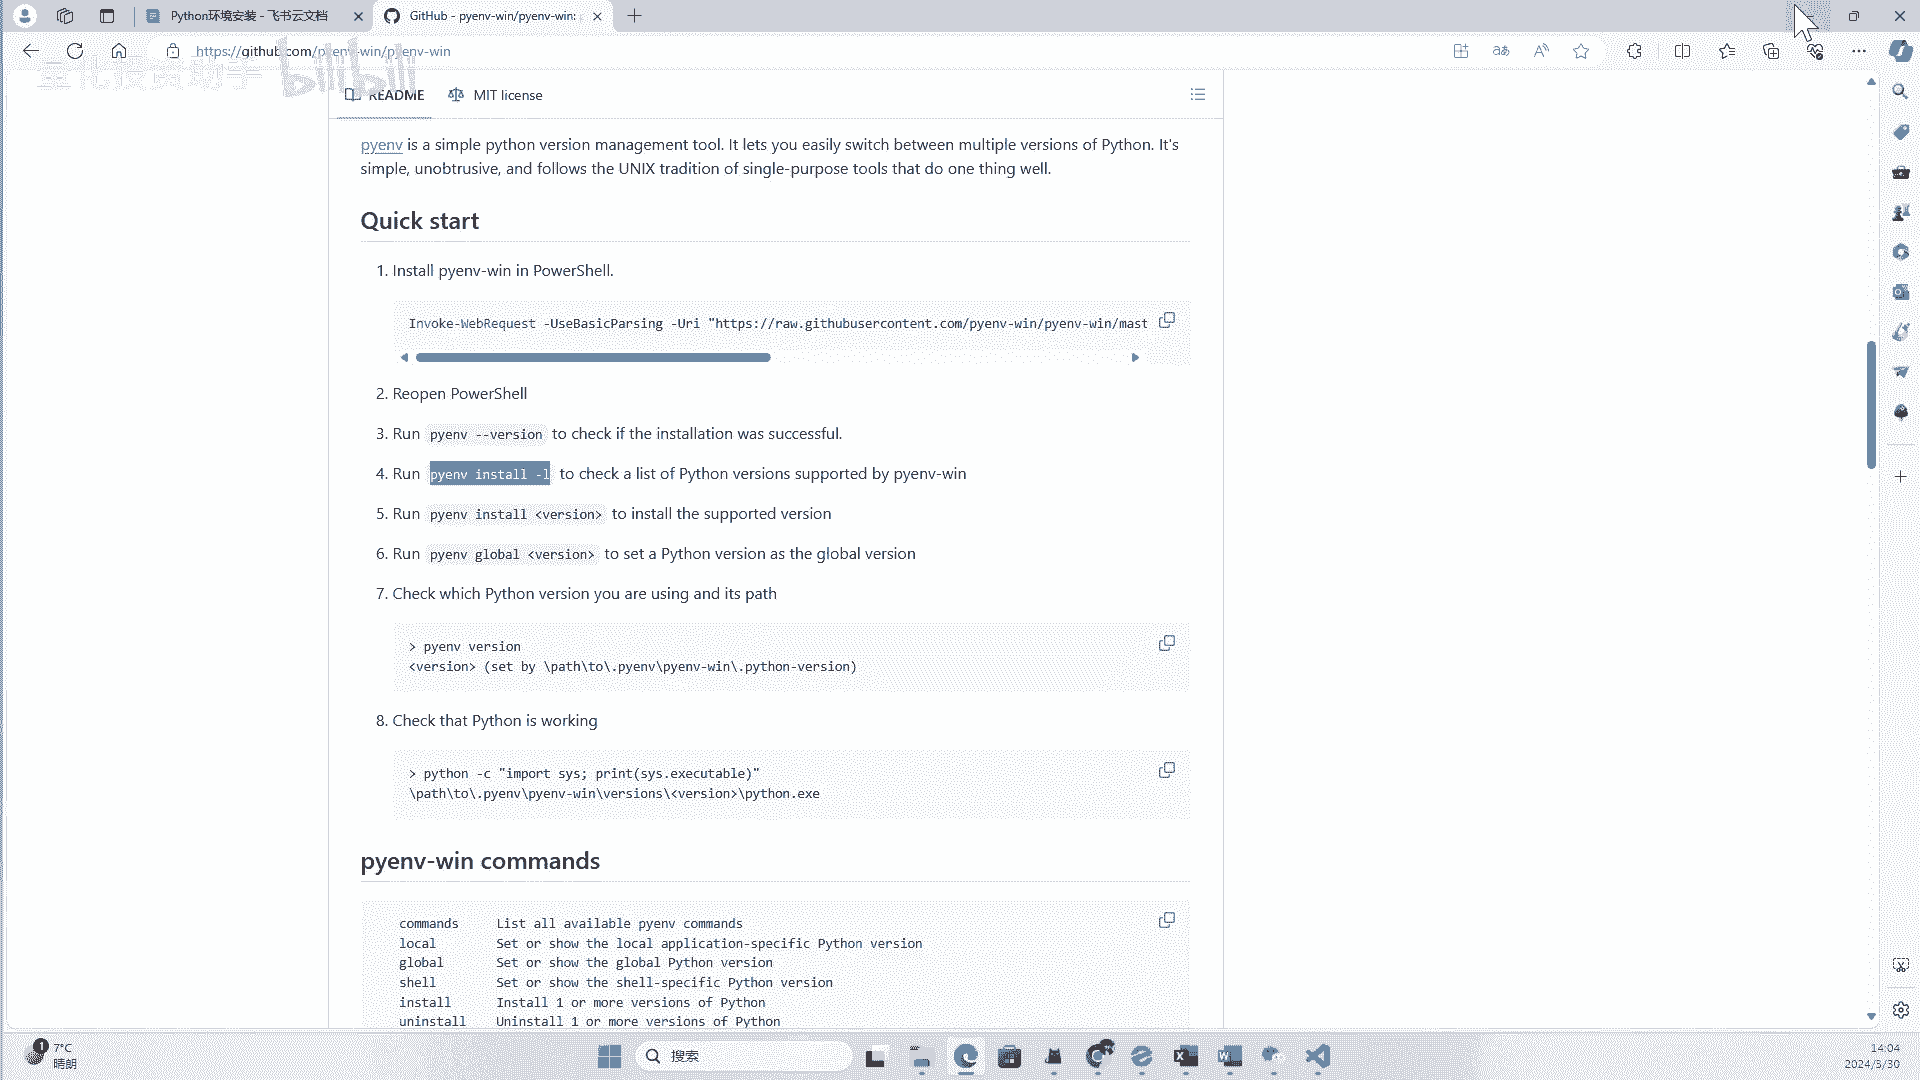 Python环境安装 - 飞书云文档
GitHub - pyenv-win/pyenv-win:
https://github.com/pyenv-win/pyenv-win
量化投资助手 bilibili
README
MIT license
pyenv is a simple python version management tool. It lets you easily switch between multiple versions of Python. It's
simple, unobtrusive, and follows the UNIX tradition of single-purpose tools that do one thing well.
Quick start
1. Install pyenv-win in PowerShell.
Invoke-WebRequest -UseBasicParsing -Uri "https://raw.githubusercontent.com/pyenv-win/pyenv-win/mast
2. Reopen PowerShell
3. Run pyenv --version to check if the installation was successful.
4. Run pyenv install -l to check a list of Python versions supported by pyenv-win
5. Run pyenv install <version> to install the supported version
6. Run pyenv global <version> to set a Python version as the global version
7. Check which Python version you are using and its path
> pyenv version
<version> (set by \path\to\.pyenv\pyenv-win\.python-version)
8. Check that Python is working
> python -c "import sys; print(sys.executable)"
\path\to\.pyenv\pyenv-win\versions\<version>\python.exe
pyenv-win commands
commands List all available pyenv commands
local Set or show the local application-specific Python version
global Set or show the global Python version
shell Set or show the shell-specific Python version
install Install 1 or more versions of Python
uninstall Uninstall 1 or more versions of Python
1
7°C
晴朗
搜索
14:04
2024/3/30